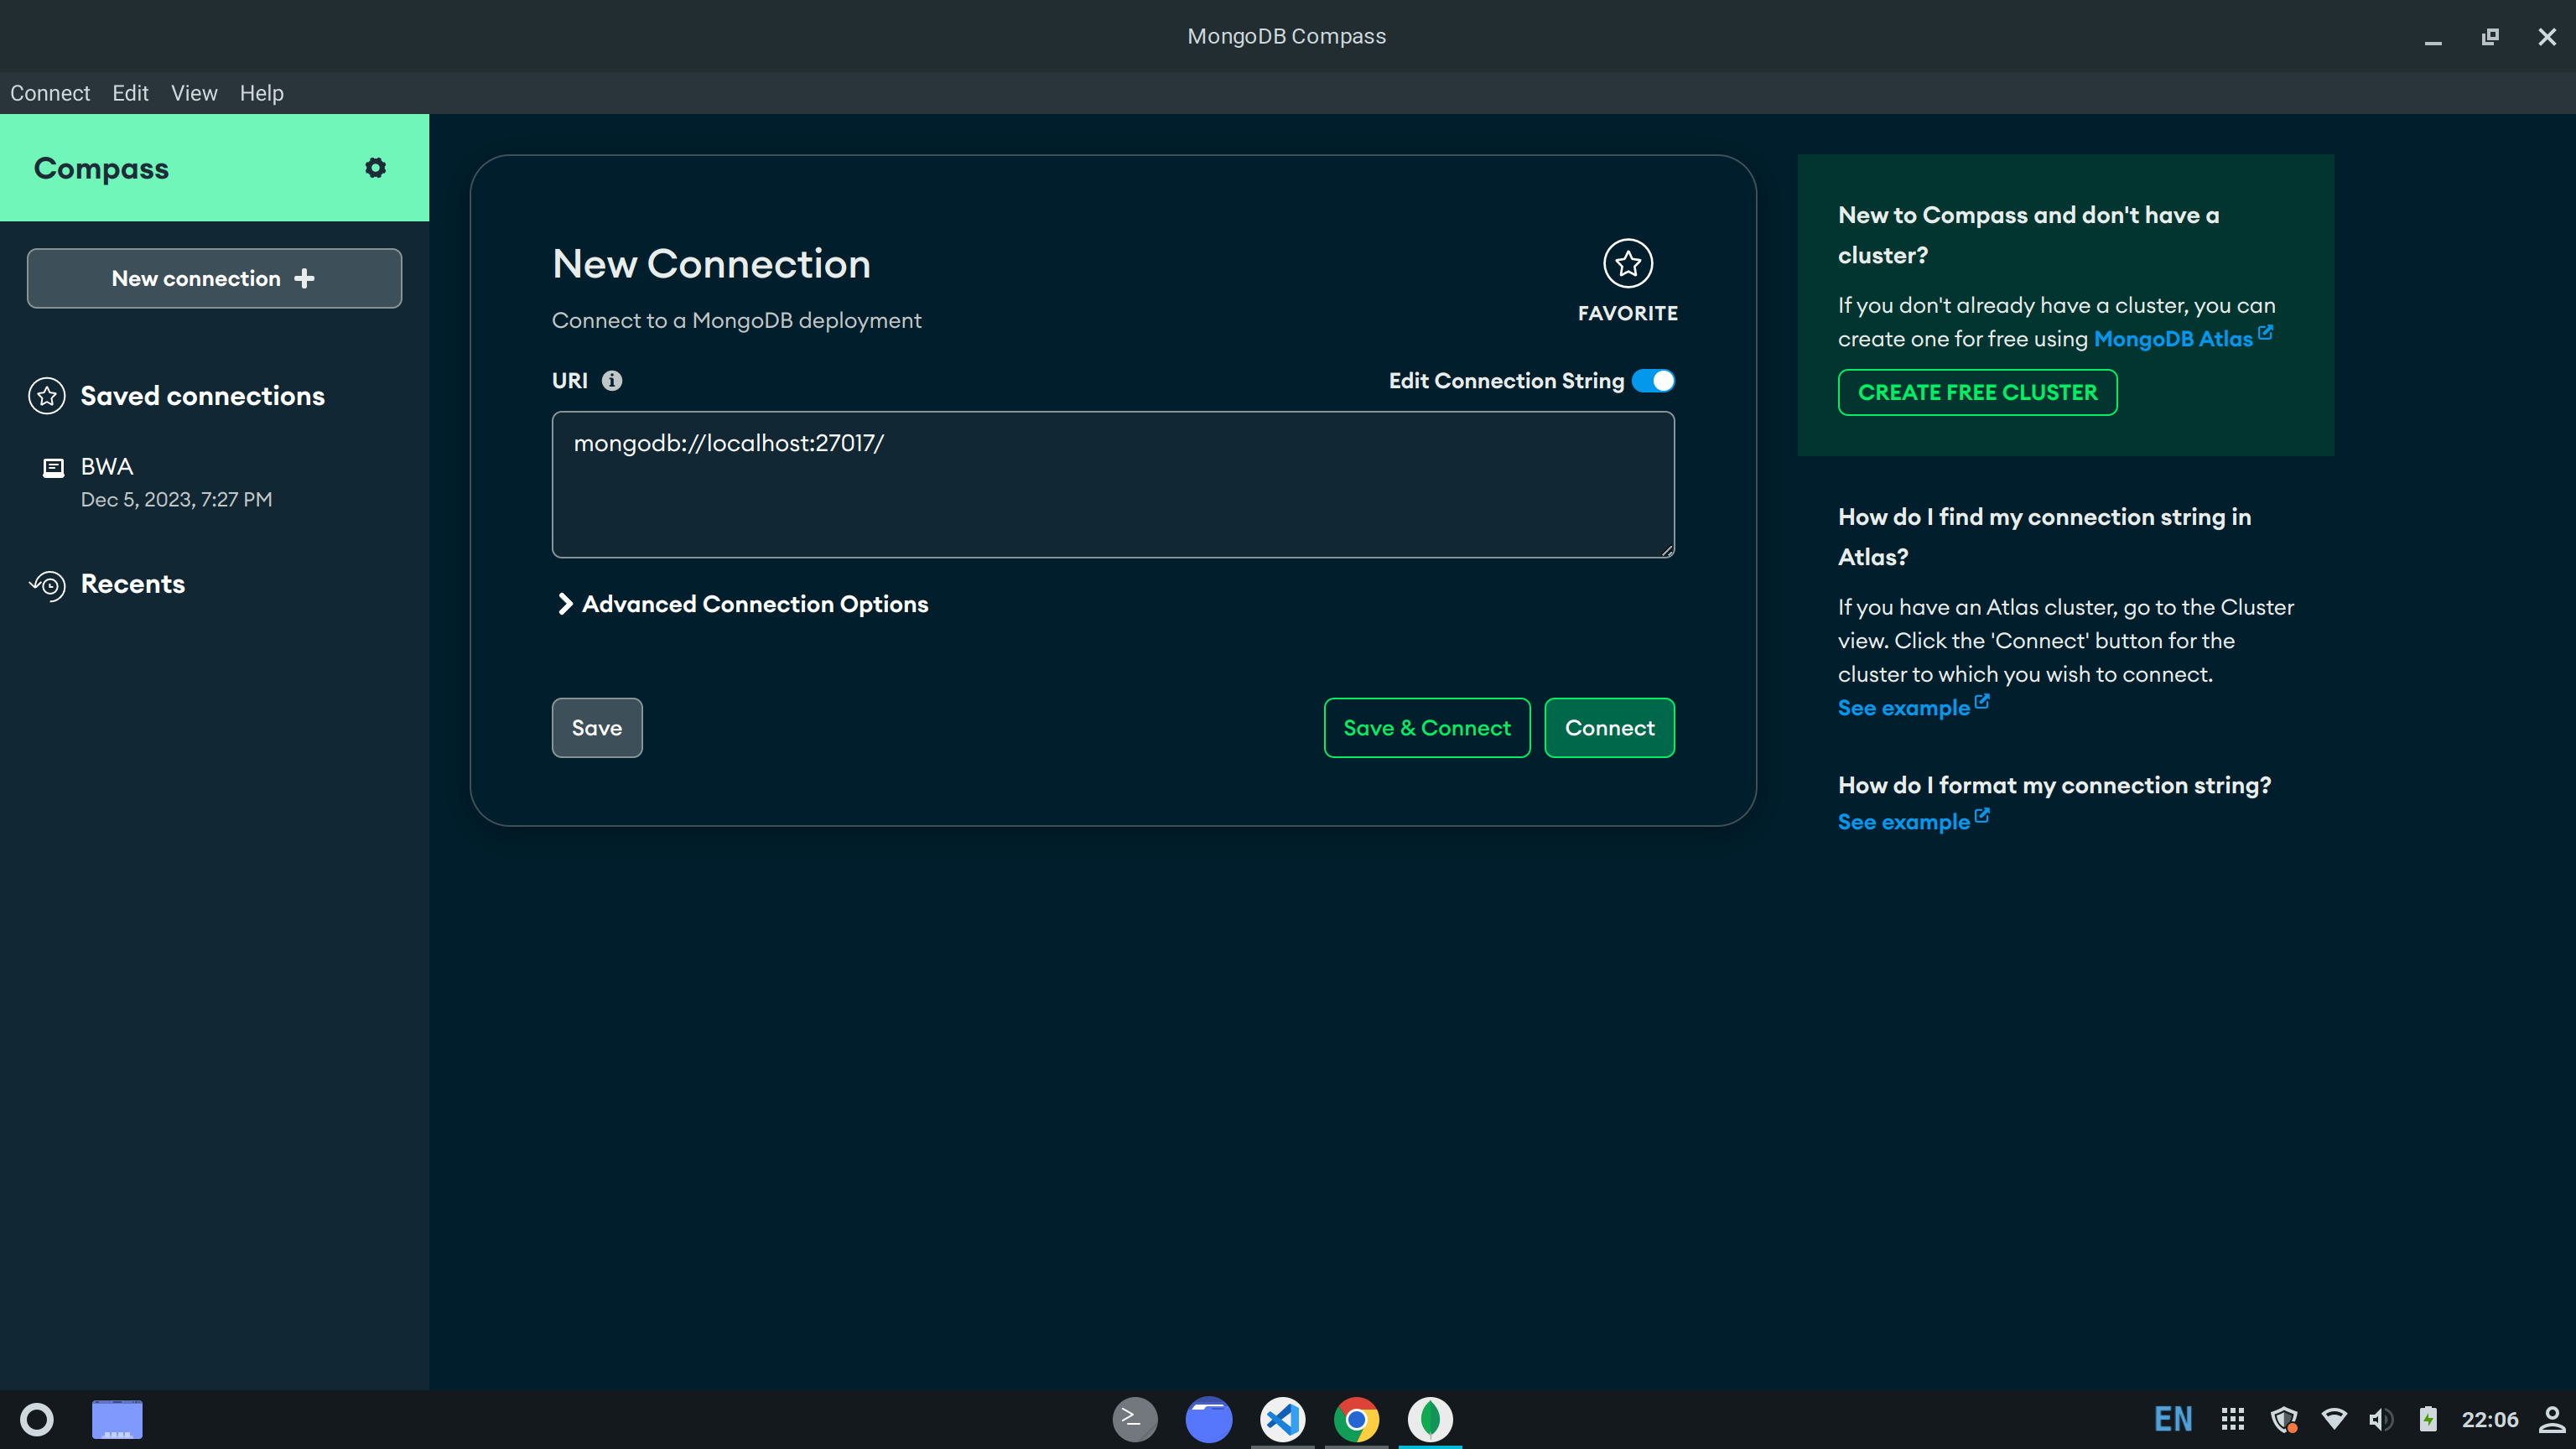 MongoDB Compass
Connect Edit View Help
Compass
New connection
Saved connections
BWA
Dec 5, 2023, 7:27 PM
Recents
New Connection
Connect to a MongoDB deployment
FAVORITE
URI
Edit Connection String
mongodb://localhost:27017/
Advanced Connection Options
Save
Save & Connect
Connect
New to Compass and don't have a
cluster?
If you don't already have a cluster, you can
create one for free using MongoDB Atlas
CREATE FREE CLUSTER
How do I find my connection string in
Atlas?
If you have an Atlas cluster, go to the Cluster
view. Click the 'Connect' button for the
cluster to which you wish to connect.
See example
How do I format my connection string?
See example
EN
22:06